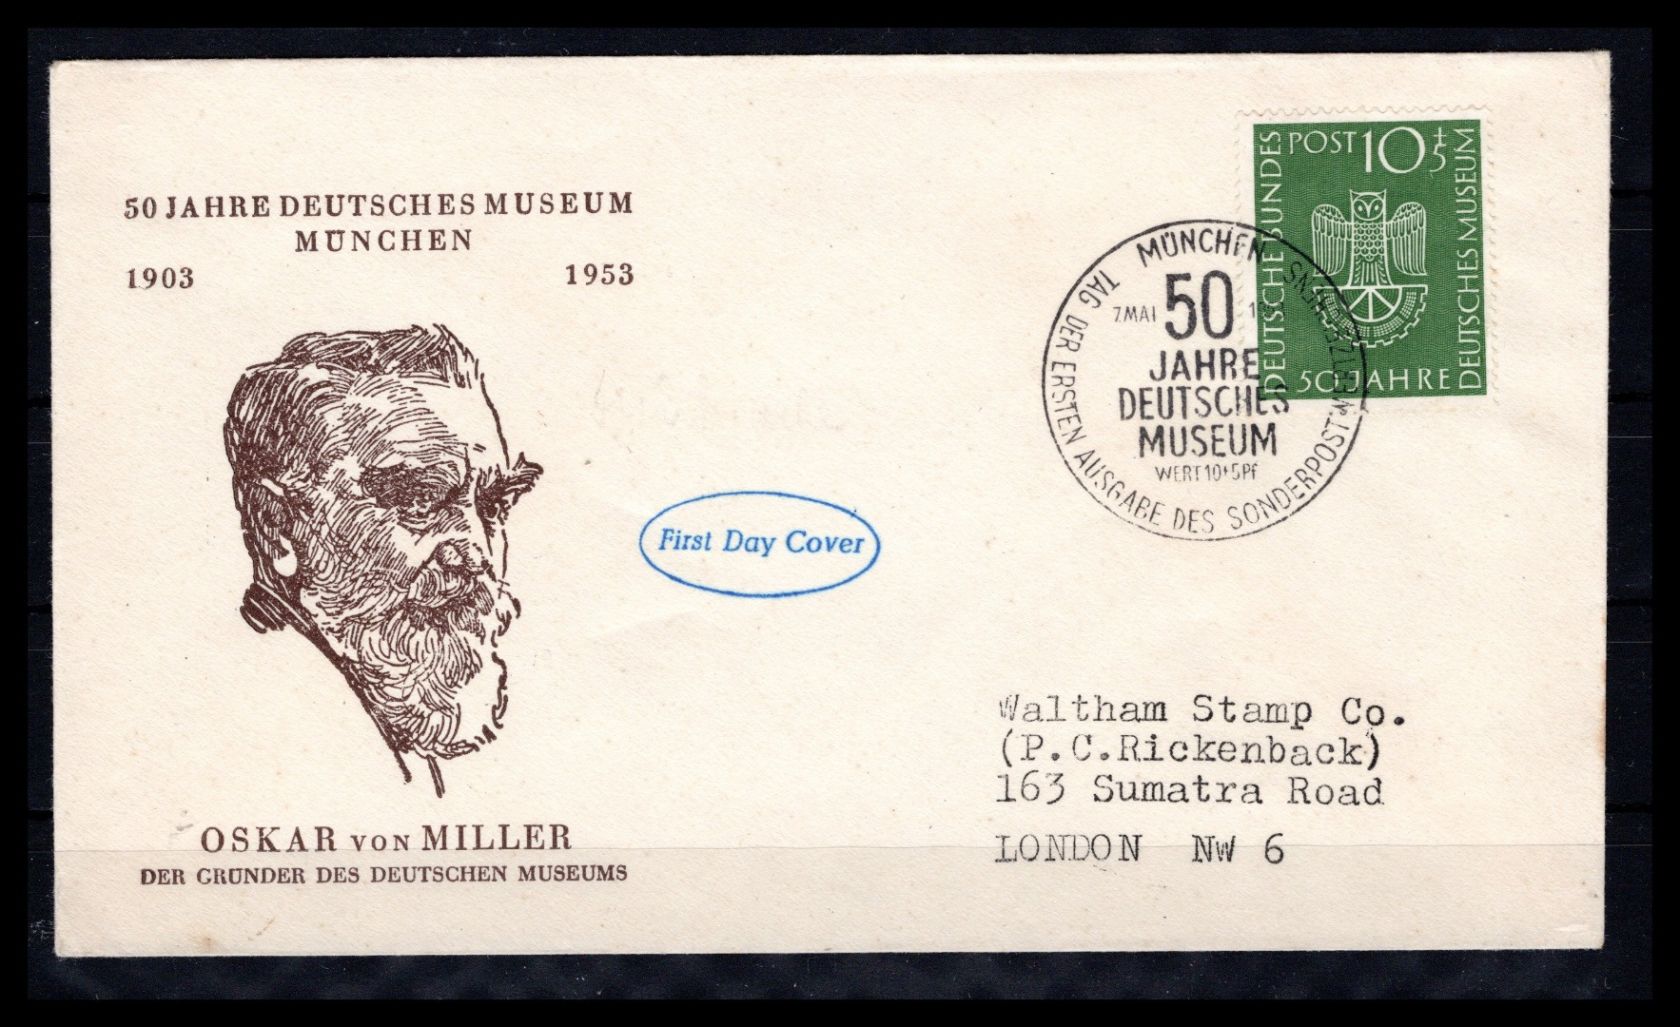 50 JAHRE DEUTSCHES MUSEUM
MÜNCHEN
1903 1953
OSKAR von MILLER
DER GRÜNDER DES DEUTSCHEN MUSEUMS
First Day Cover
MÜNCHEN
7.MAI
50
JAHRE
DEUTSCHES
MUSEUM
WERT 10+5Pf
TAG DER ERSTEN AUSGABE DES SONDERPOSTWERTZEICHENS
DEUTSCHE BUNDES
POST 10+5
DEUTSCHES MUSEUM
50 JAHRE
Waltham Stamp Co.
(P.C.Rickenback)
163 Sumatra Road
LONDON NW 6